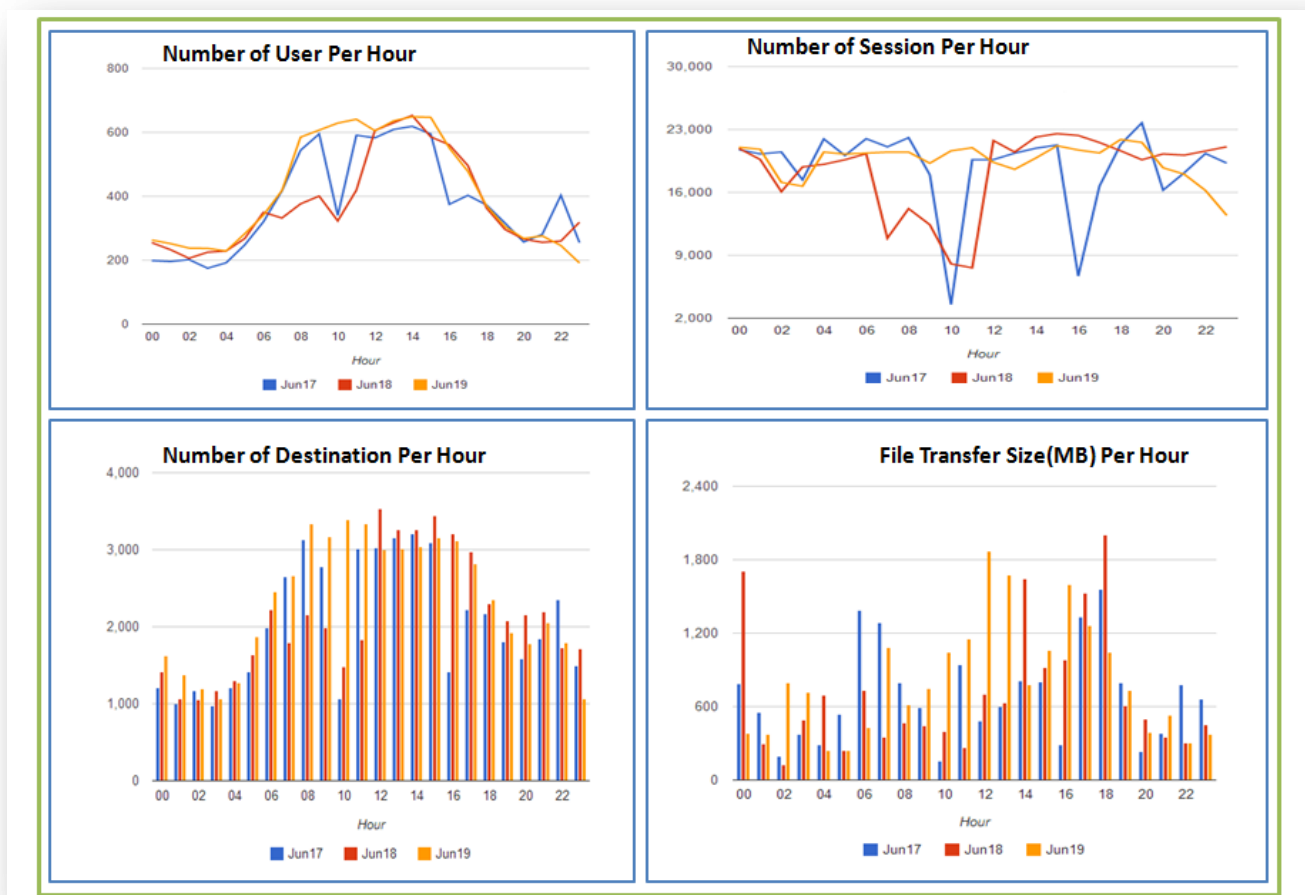 Number of User Per Hour
800
600
400
200
0
00 02 04 06 08 10 12 14 16 18 20 22
Hour
Jun17 Jun18 Jun19
Number of Session Per Hour
30,000
23,000
16,000
9,000
2,000
00 02 04 06 08 10 12 14 16 18 20 22
Hour
Jun17 Jun18 Jun19
Number of Destination Per Hour
4,000
3,000
2,000
1,000
0
00 02 04 06 08 10 12 14 16 18 20 22
Hour
Jun17 Jun18 Jun19
File Transfer Size(MB) Per Hour
2,400
1,800
1,200
600
0
00 02 04 06 08 10 12 14 16 18 20 22
Hour
Jun17 Jun18 Jun19